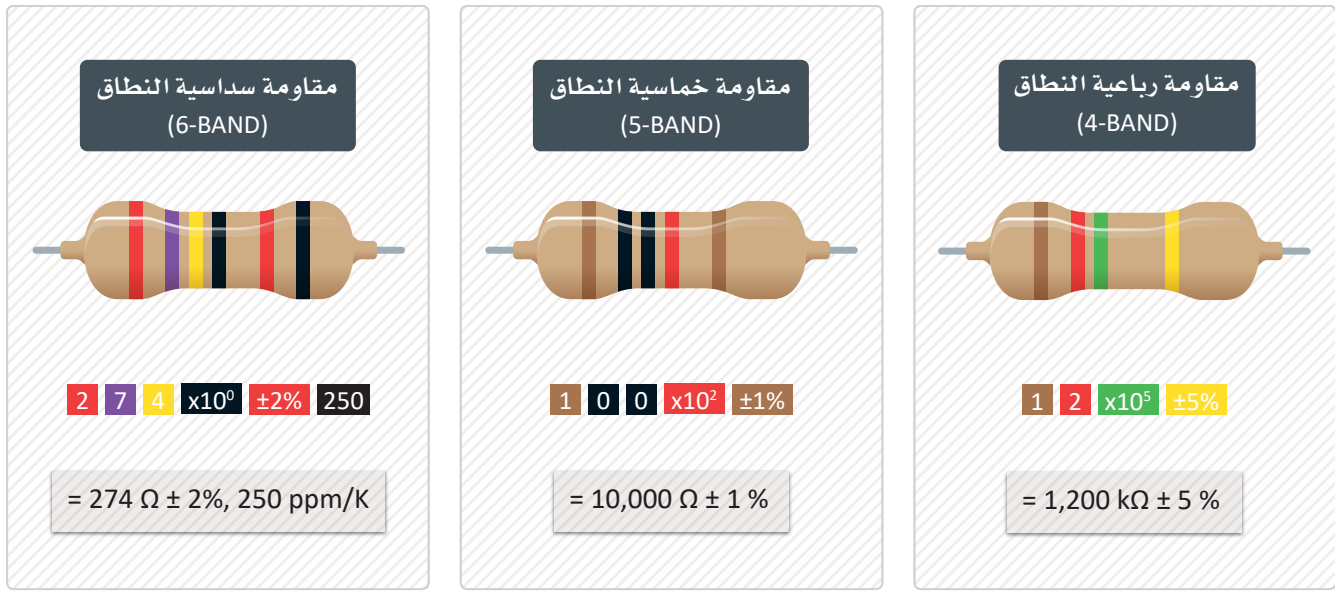 مقاومة رباعية النطاق
(4-BAND)
1 2 x10⁵ ±5%
= 1,200 kΩ ± 5 %
مقاومة خماسية النطاق
(5-BAND)
1 0 0 x10² ±1%
= 10,000 Ω ± 1 %
مقاومة سداسية النطاق
(6-BAND)
2 7 4 x10⁰ ±2% 250
= 274 Ω ± 2%, 250 ppm/K